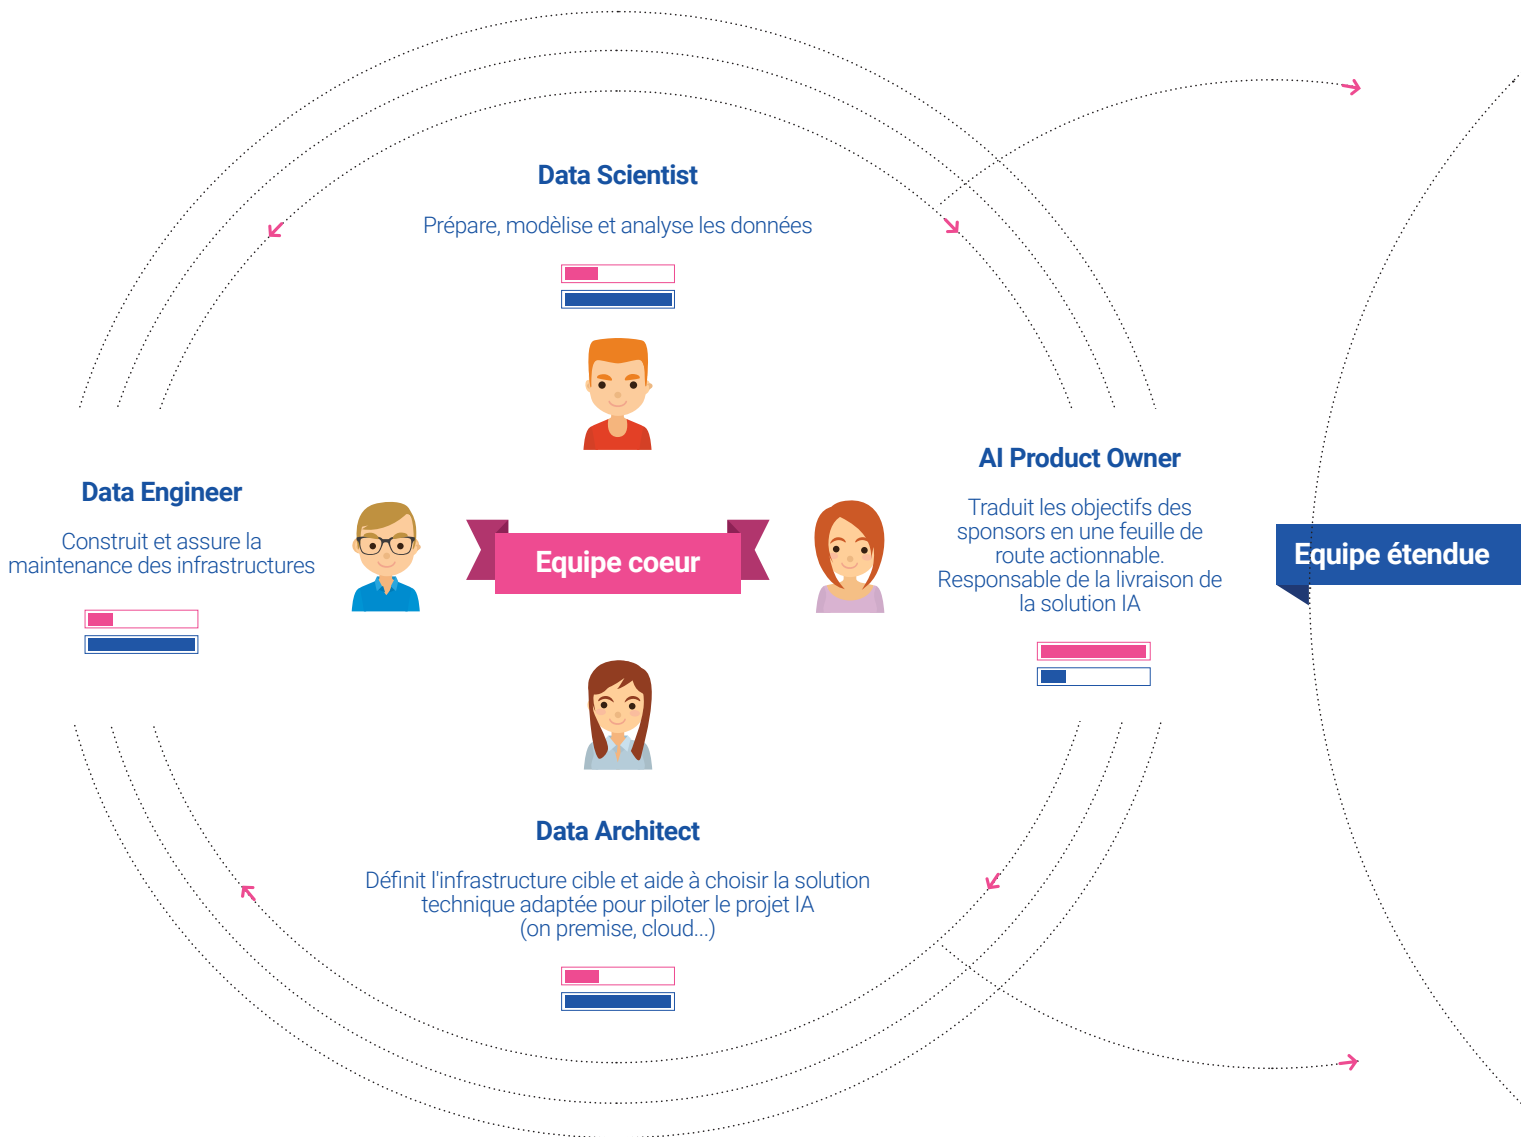 Data Scientist
Prépare, modèlise et analyse les données
Data Engineer
Construit et assure la
maintenance des infrastructures
Equipe coeur
AI Product Owner
Traduit les objectifs des
sponsors en une feuille de
route actionnable.
Responsable de la livraison de
la solution IA
Equipe étendue
Data Architect
Définit l'infrastructure cible et aide à choisir la solution
technique adaptée pour piloter le projet IA
(on premise, cloud...)